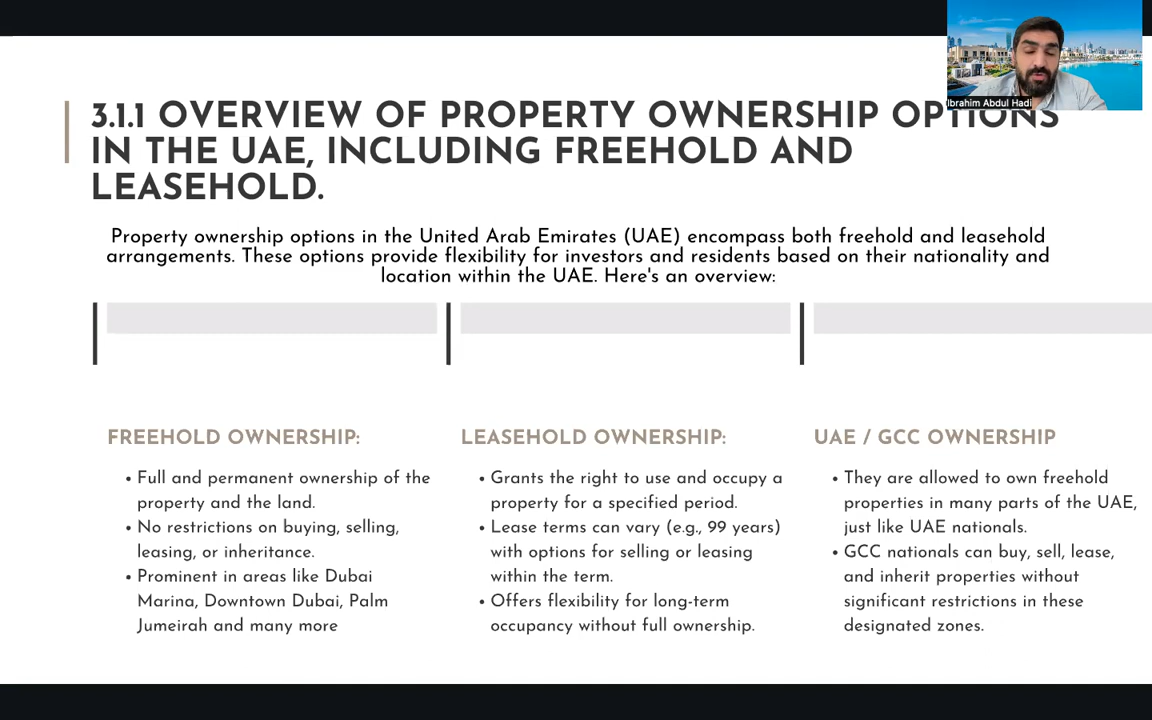 Ibrahim Abdul Hadi
3.1.1 OVERVIEW OF PROPERTY OWNERSHIP OPTIONS
IN THE UAE, INCLUDING FREEHOLD AND
LEASEHOLD.
Property ownership options in the United Arab Emirates (UAE) encompass both freehold and leasehold
arrangements. These options provide flexibility for investors and residents based on their nationality and
location within the UAE. Here's an overview:
FREEHOLD OWNERSHIP:
• Full and permanent ownership of the
property and the land.
• No restrictions on buying, selling,
leasing, or inheritance.
• Prominent in areas like Dubai
Marina, Downtown Dubai, Palm
Jumeirah and many more
LEASEHOLD OWNERSHIP:
• Grants the right to use and occupy a
property for a specified period.
• Lease terms can vary (e.g., 99 years)
with options for selling or leasing
within the term.
• Offers flexibility for long-term
occupancy without full ownership.
UAE / GCC OWNERSHIP
• They are allowed to own freehold
properties in many parts of the UAE,
just like UAE nationals.
• GCC nationals can buy, sell, lease,
and inherit properties without
significant restrictions in these
designated zones.